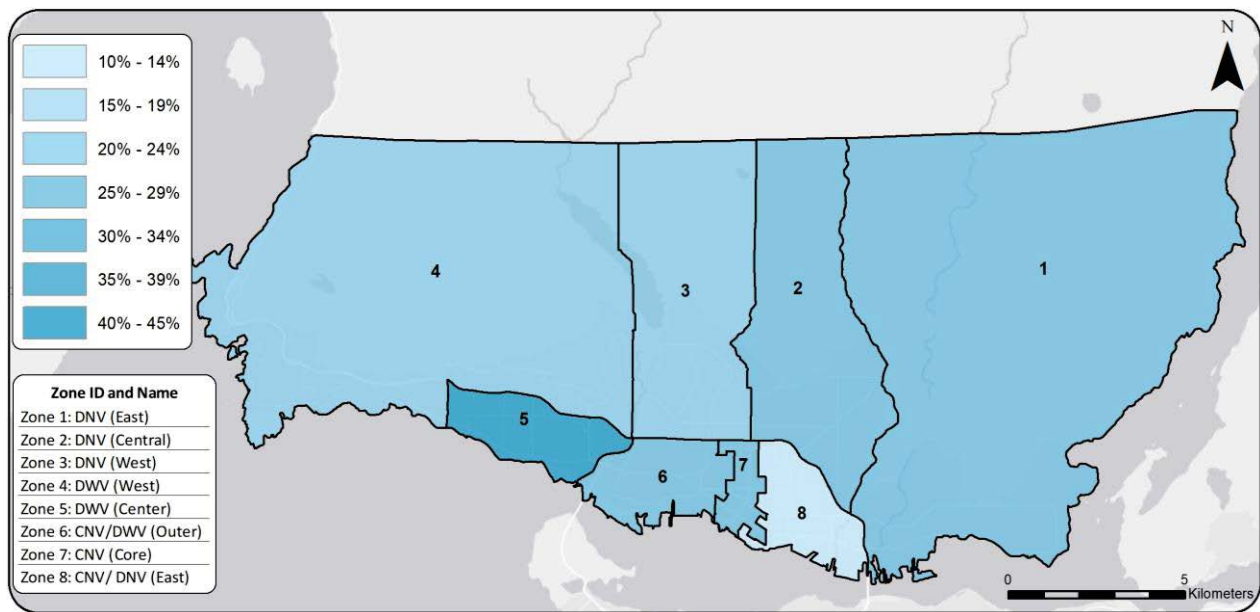 10% - 14%
15% - 19%
20% - 24%
25% - 29%
30% - 34%
35% - 39%
40% - 45%
N
1
2
3
4
5
6
7
8
Zone ID and Name
Zone 1: DNV (East)
Zone 2: DNV (Central)
Zone 3: DNV (West)
Zone 4: DWV (West)
Zone 5: DWV (Center)
Zone 6: CNV/DWV (Outer)
Zone 7: CNV (Core)
Zone 8: CNV/ DNV (East)
0 5
Kilometers